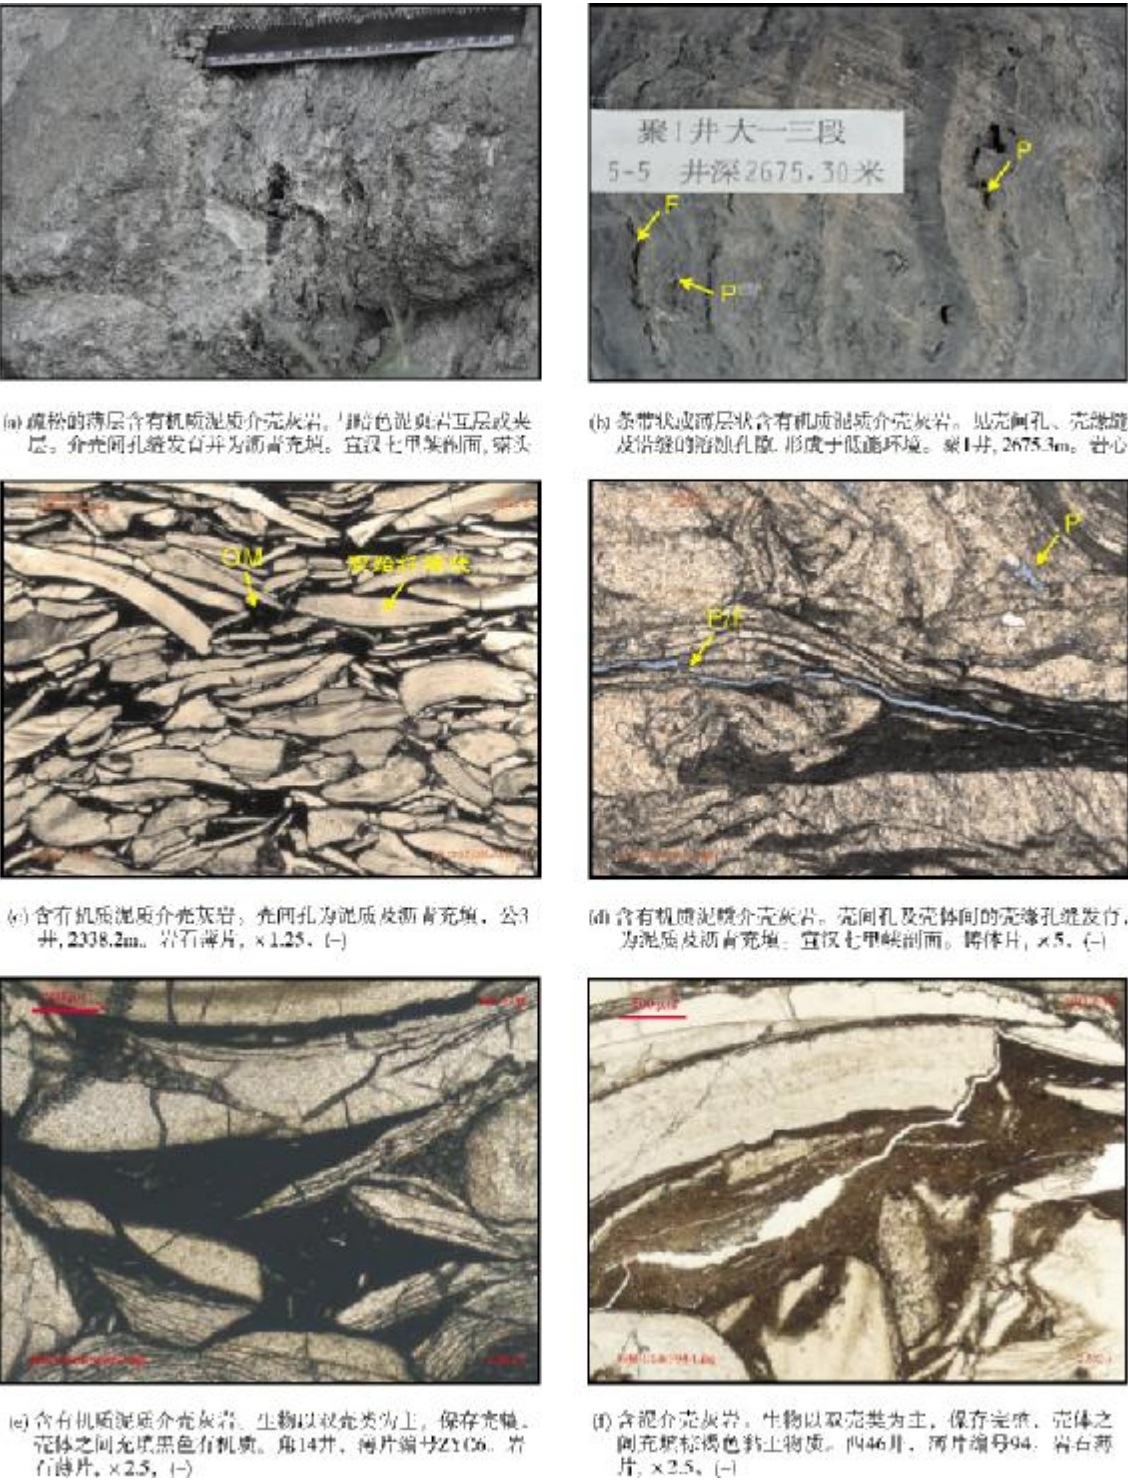 聚1井大一三段
5-5 井深2675.30米
P
F
P
(a) 疏松的薄层含有机质泥质介壳灰岩。与暗色泥质岩互层或夹
层。介壳间孔缝发育并为沥青充填。宣汉七里峡剖面,露头
(b) 条带状或薄层状含有机质泥质介壳灰岩。见壳间孔、壳缘缝
及沿缝的溶蚀孔隙.形成于低能环境。聚1井,2675.3m。岩心
OM
P
P/F
(c) 含有机质泥质介壳灰岩,壳间孔为泥质及沥青充填,公3
井,2338.2m。岩石薄片,×1.25,(-)
(d) 含有机质泥质介壳灰岩。壳间孔及壳体间的壳缘孔缝发育,
为泥质及沥青充填。宣汉七里峡剖面。铸体片,×5,(-)
500μm
(e) 含有机质泥质介壳灰岩,生物以双壳类为主,保存完整,
壳体之间充填黑色有机质。角14井,薄片编号ZYC6。岩
石薄片,×2.5,(-)
(f) 含泥介壳灰岩。生物以双壳类为主,保存完整,壳体之
间充填棕褐色黏土物质。西46井,薄片编号94。岩石薄
片,×2.5,(-)